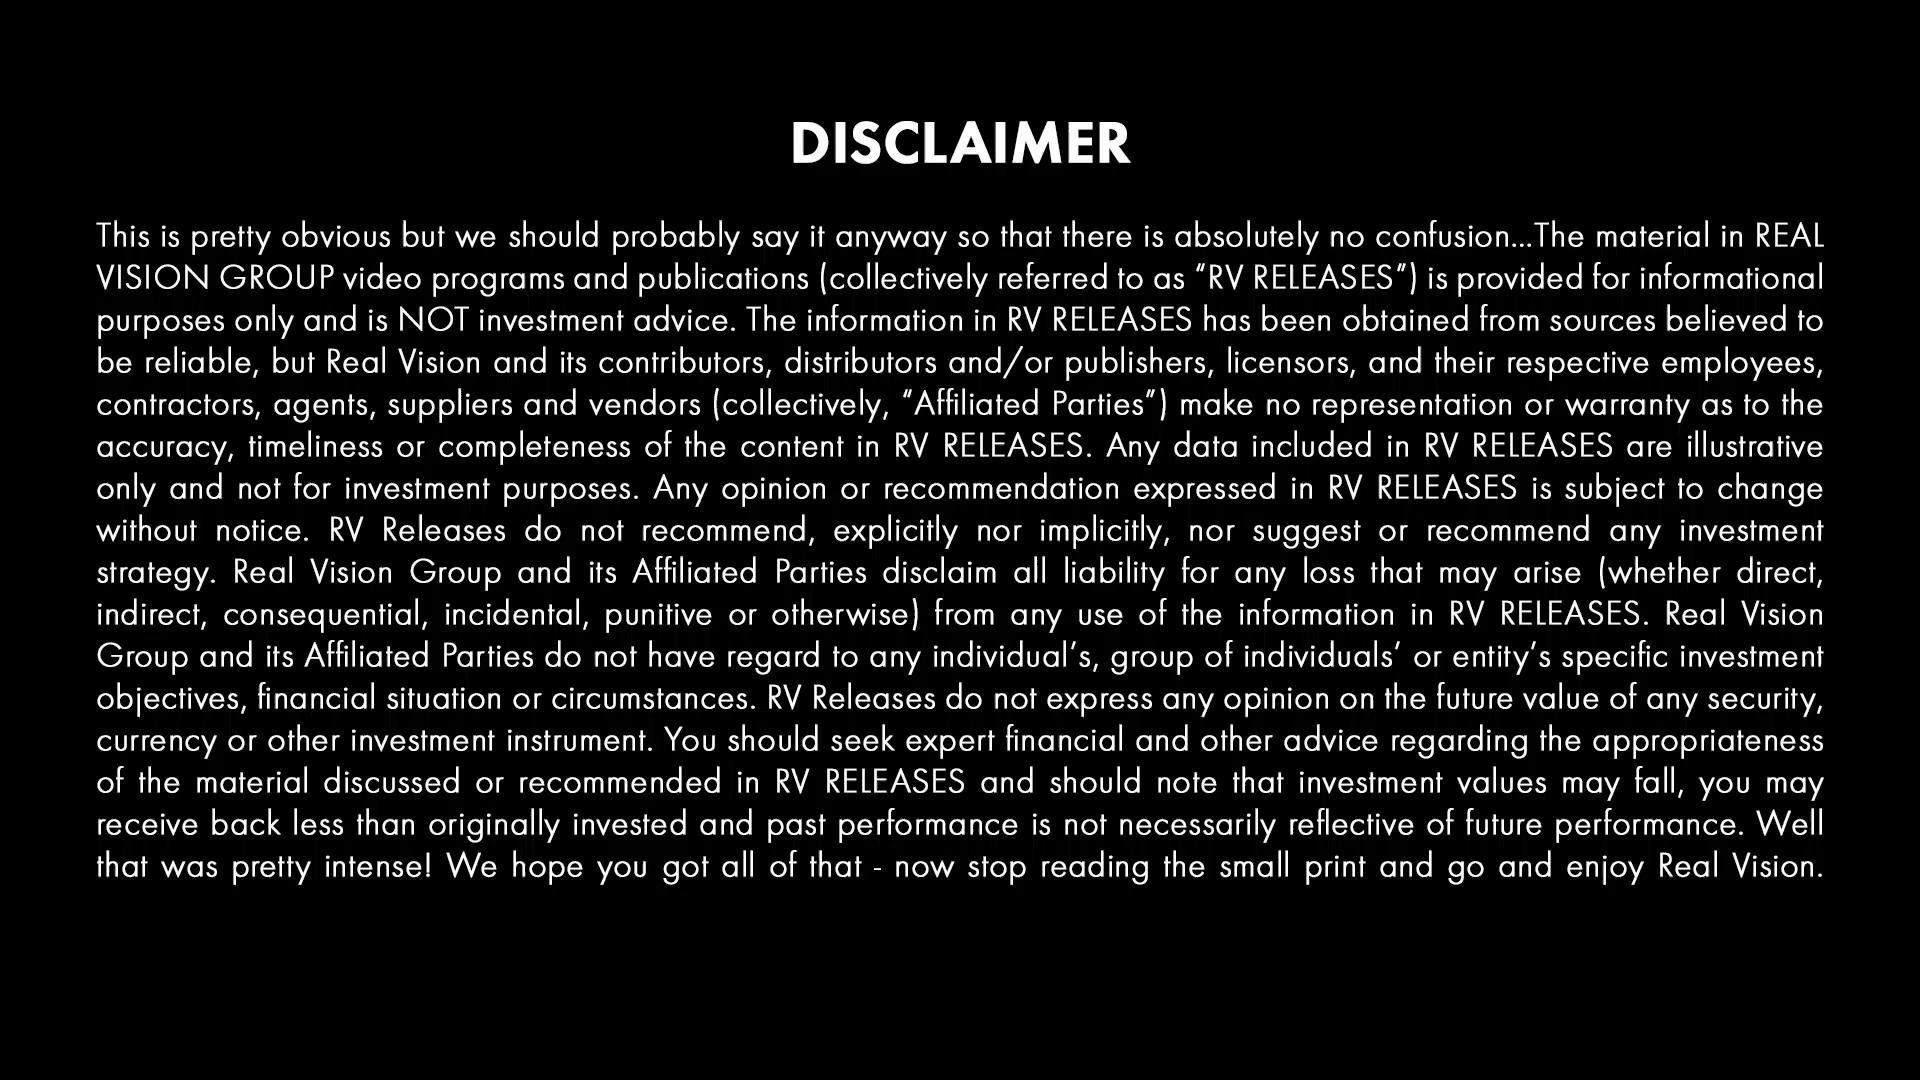 DISCLAIMER
This is pretty obvious but we should probably say it anyway so that there is absolutely no confusion...The material in REAL
VISION GROUP video programs and publications (collectively referred to as “RV RELEASES”) is provided for informational
purposes only and is NOT investment advice. The information in RV RELEASES has been obtained from sources believed to
be reliable, but Real Vision and its contributors, distributors and/or publishers, licensors, and their respective employees,
contractors, agents, suppliers and vendors (collectively, “Affiliated Parties”) make no representation or warranty as to the
accuracy, timeliness or completeness of the content in RV RELEASES. Any data included in RV RELEASES are illustrative
only and not for investment purposes. Any opinion or recommendation expressed in RV RELEASES is subject to change
without notice. RV Releases do not recommend, explicitly nor implicitly, nor suggest or recommend any investment
strategy. Real Vision Group and its Affiliated Parties disclaim all liability for any loss that may arise (whether direct,
indirect, consequential, incidental, punitive or otherwise) from any use of the information in RV RELEASES. Real Vision
Group and its Affiliated Parties do not have regard to any individual’s, group of individuals’ or entity’s specific investment
objectives, financial situation or circumstances. RV Releases do not express any opinion on the future value of any security,
currency or other investment instrument. You should seek expert financial and other advice regarding the appropriateness
of the material discussed or recommended in RV RELEASES and should note that investment values may fall, you may
receive back less than originally invested and past performance is not necessarily reflective of future performance. Well
that was pretty intense! We hope you got all of that - now stop reading the small print and go and enjoy Real Vision.